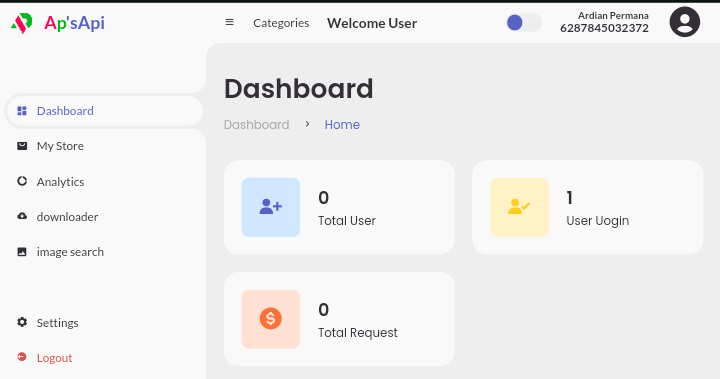 Ap'sApi
Categories
Welcome User
Ardian Permana
6287845032372
Dashboard
My Store
Analytics
downloader
image search
Settings
Logout
Dashboard
Dashboard > Home
0
Total User
1
User Uogin
0
Total Request